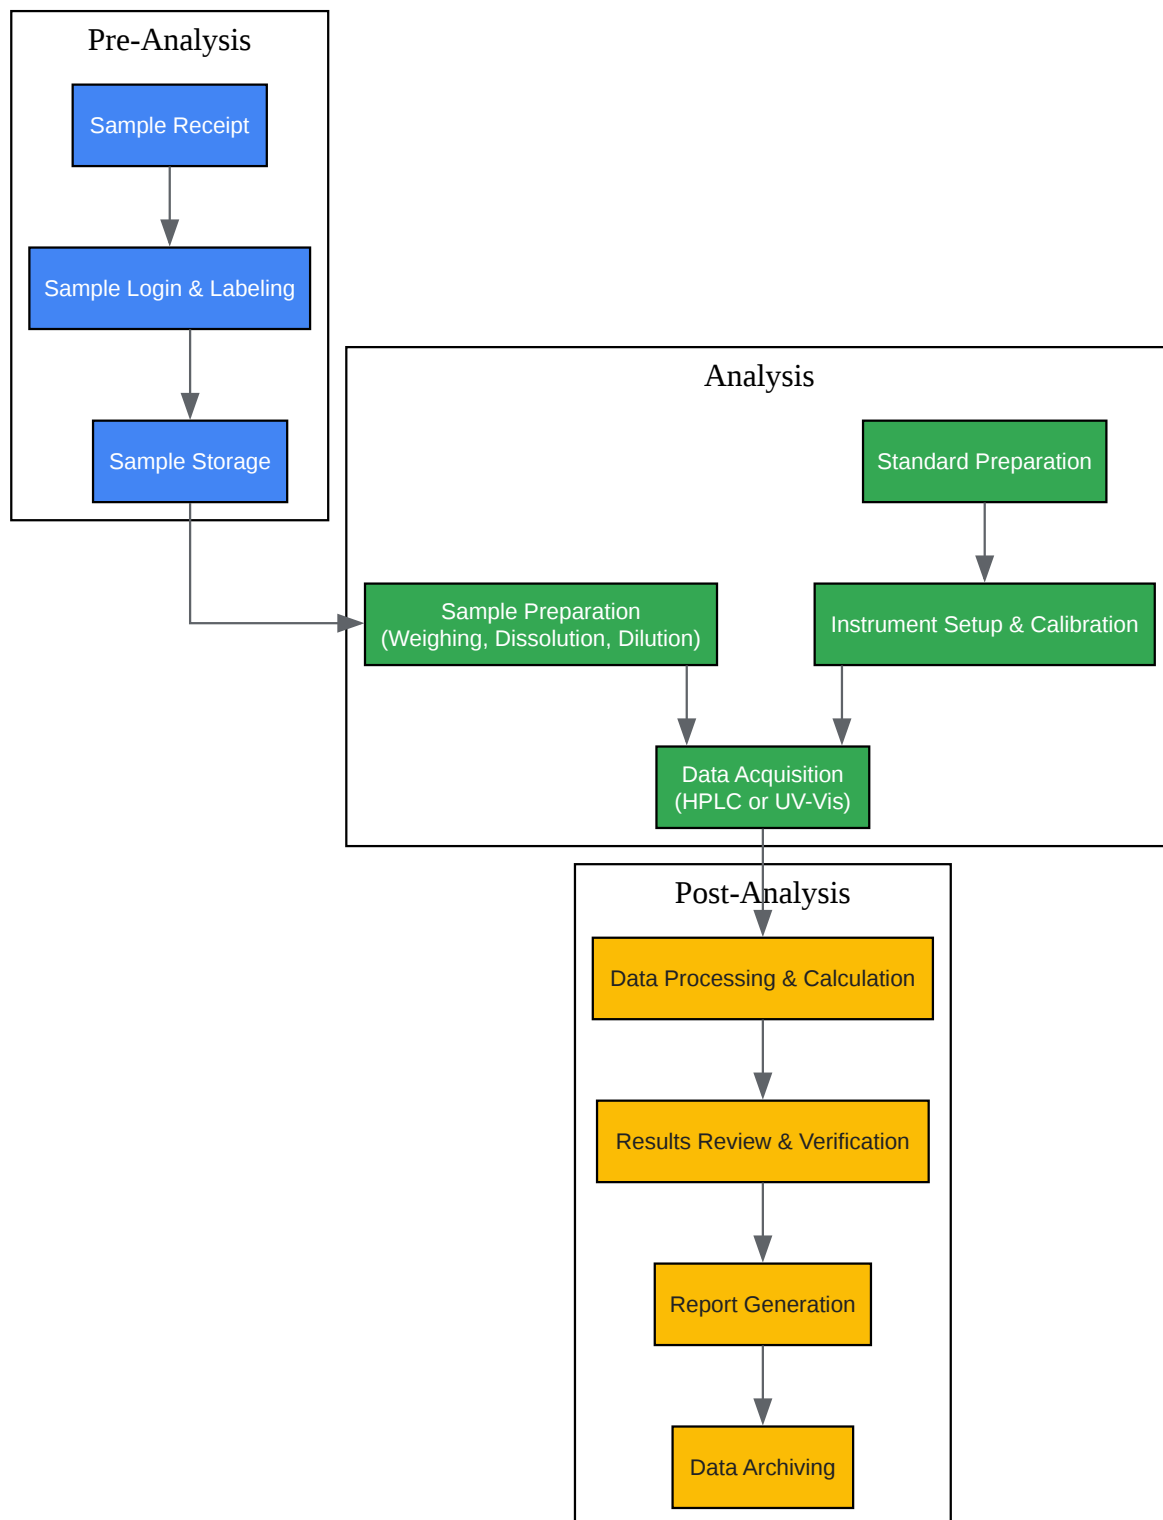 Pre-Analysis
Sample Receipt
Sample Login & Labeling
Sample Storage
Analysis
Standard Preparation
Sample Preparation
(Weighing, Dissolution, Dilution)
Instrument Setup & Calibration
Data Acquisition
(HPLC or UV-Vis)
Post-Analysis
Data Processing & Calculation
Results Review & Verification
Report Generation
Data Archiving